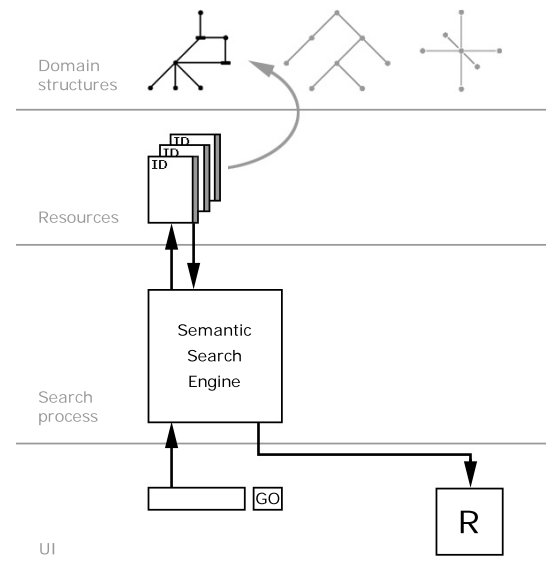 Domain
structures
ID
ID
ID
Resources
Semantic
Search
Engine
Search
process
GO
R
UI